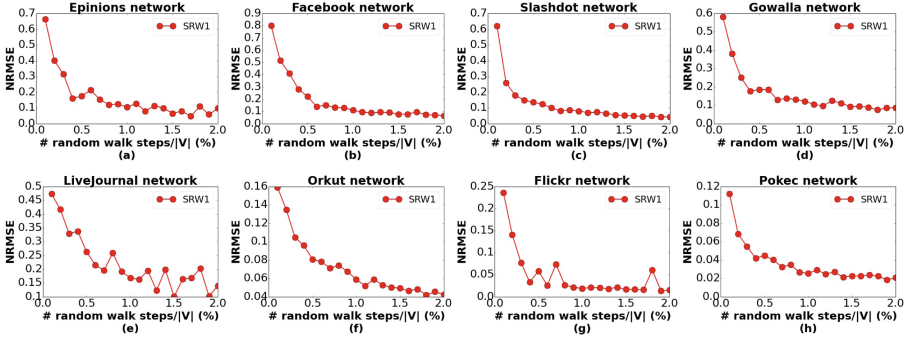 Epinions network
NRMSE
0.7
0.6
0.5
0.4
0.3
0.2
0.1
0.0
SRW1
0.0 0.5 1.0 1.5 2.0
# random walk steps/|V| (%)
(a)
Facebook network
NRMSE
0.9
0.8
0.7
0.6
0.5
0.4
0.3
0.2
0.1
0.0
SRW1
0.0 0.5 1.0 1.5 2.0
# random walk steps/|V| (%)
(b)
Slashdot network
NRMSE
0.7
0.6
0.5
0.4
0.3
0.2
0.1
0.0
SRW1
0.0 0.5 1.0 1.5 2.0
# random walk steps/|V| (%)
(c)
Gowalla network
NRMSE
0.6
0.5
0.4
0.3
0.2
0.1
0.0
SRW1
0.0 0.5 1.0 1.5 2.0
# random walk steps/|V| (%)
(d)
LiveJournal network
NRMSE
0.5
0.45
0.4
0.35
0.3
0.25
0.2
0.15
0.1
SRW1
0.0 0.5 1.0 1.5 2.0
# random walk steps/|V| (%)
(e)
Orkut network
NRMSE
0.16
0.14
0.12
0.1
0.08
0.06
0.04
SRW1
0.0 0.5 1.0 1.5 2.0
# random walk steps/|V| (%)
(f)
Flickr network
NRMSE
0.25
0.2
0.15
0.1
0.05
0.0
SRW1
0.0 0.5 1.0 1.5 2.0
# random walk steps/|V| (%)
(g)
Pokec network
NRMSE
0.12
0.1
0.08
0.06
0.04
0.02
0.0
SRW1
0.0 0.5 1.0 1.5 2.0
# random walk steps/|V| (%)
(h)